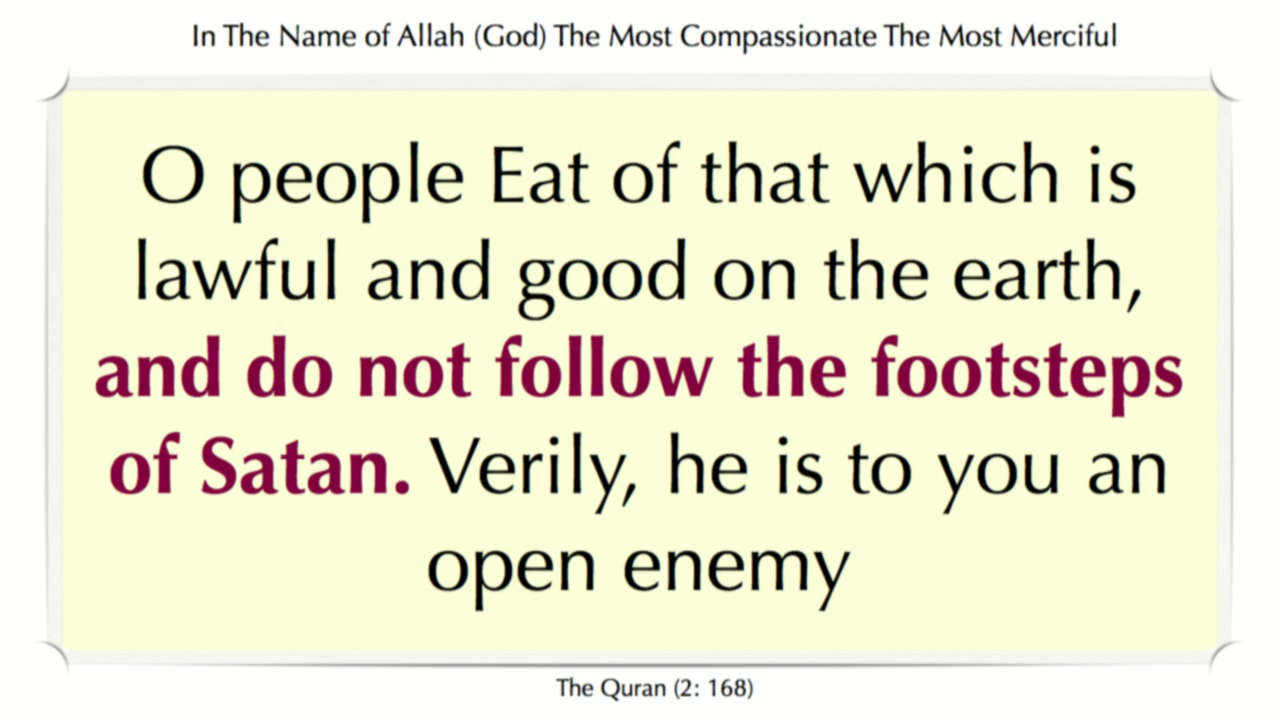 In The Name of Allah (God) The Most Compassionate The Most Merciful
O people Eat of that which is
lawful and good on the earth,
and do not follow the footsteps
of Satan. Verily, he is to you an
open enemy
The Quran (2: 168)